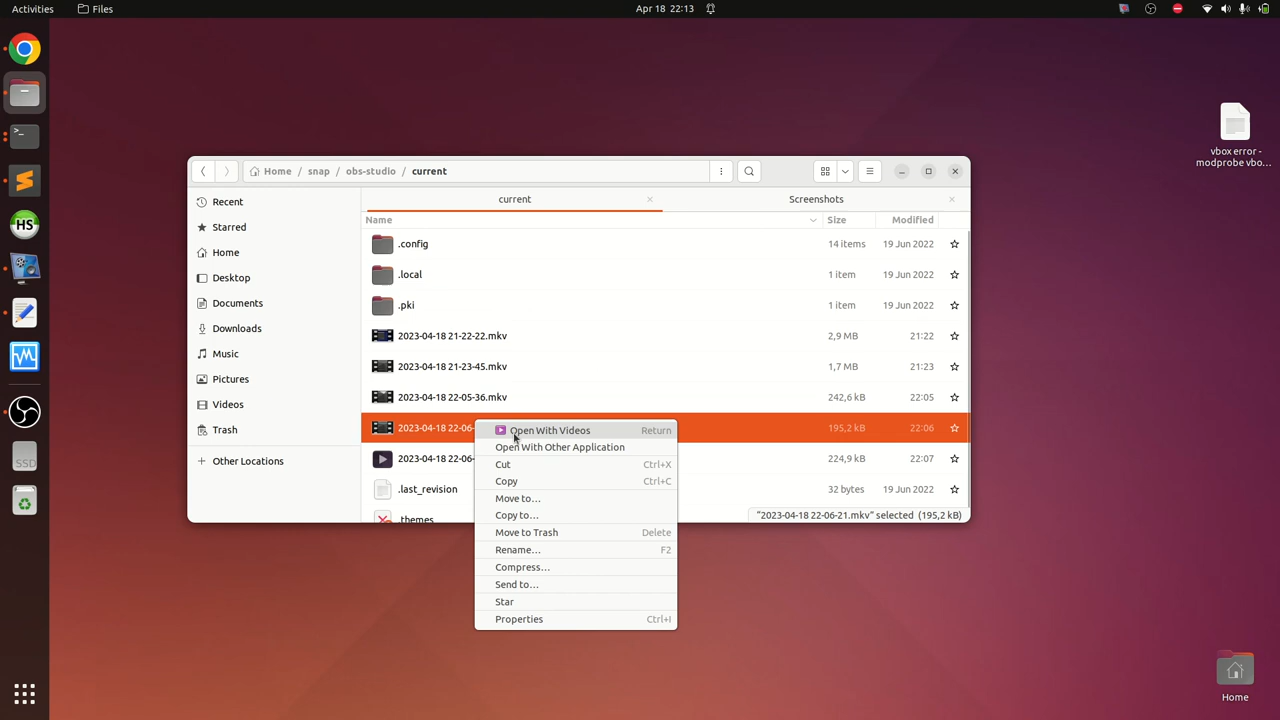 Activities
Files
Apr 18 22:13
vbox error -
modprobe vbo...
Home
snap
obs-studio
current
current
Screenshots
Recent
Starred
Home
Desktop
Documents
Downloads
Music
Pictures
Videos
Trash
Other Locations
Name Size Modified
.config 14 items 19 Jun 2022
.local 1 item 19 Jun 2022
.pki 1 item 19 Jun 2022
2023-04-18 21-22-22.mkv 2,9 MB 21:22
2023-04-18 21-23-45.mkv 1,7 MB 21:23
2023-04-18 22-05-36.mkv 242,6 kB 22:05
2023-04-18 22-06- 195,2 kB 22:06
2023-04-18 22-06- 224,9 kB 22:07
.last_revision 32 bytes 19 Jun 2022
.themes
"2023-04-18 22-06-21.mkv" selected (195,2 kB)
Open With Videos Return
Open With Other Application
Cut Ctrl+X
Copy Ctrl+C
Move to...
Copy to...
Move to Trash Delete
Rename... F2
Compress...
Send to...
Star
Properties Ctrl+I
HS
SSD
Home